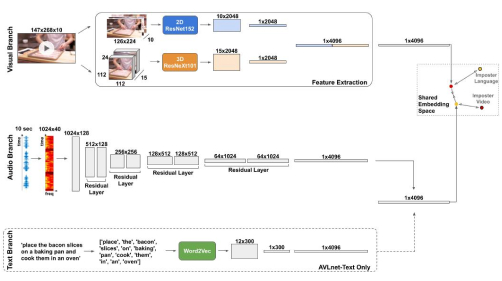 Visual Branch
147x268x10
126x224
10
2D
ResNet152
10x2048
1x2048
24
112
112
15
3D
ResNeXt101
15x2048
1x2048
1x4096
Feature Extraction
1x4096
Imposter
Language
Imposter
Video
Shared
Embedding
Space
Audio Branch
10 sec
time
1024x40
time
freq
1024x128
512x128
Residual
Layer
256x256
Residual
Layer
128x512
128x512
Residual Layer
64x1024
64x1024
Residual Layer
1x4096
1x4096
Text Branch
'place the bacon slices
on a baking pan and
cook them in an oven'
['place', 'the', 'bacon',
'slices', 'on', 'baking',
'pan', 'cook', 'them',
'in', 'an', 'oven']
Word2Vec
12x300
1x300
1x4096
AVLnet-Text Only